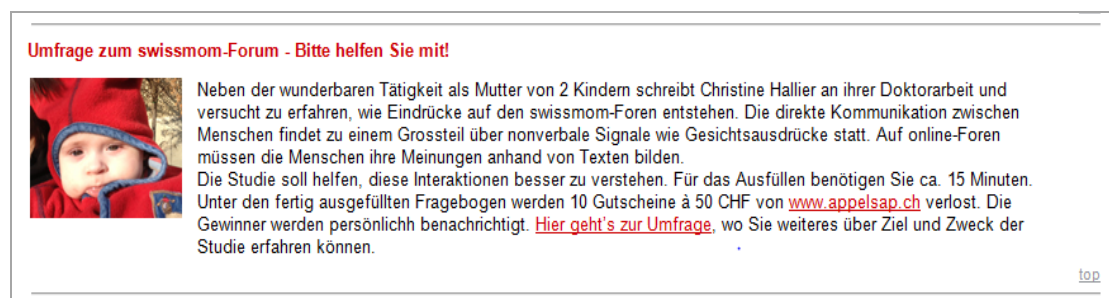 Umfrage zum swissmom-Forum - Bitte helfen Sie mit!
Neben der wunderbaren Tätigkeit als Mutter von 2 Kindern schreibt Christine Hallier an ihrer Doktorarbeit und
versucht zu erfahren, wie Eindrücke auf den swissmom-Foren entstehen. Die direkte Kommunikation zwischen
Menschen findet zu einem Grossteil über nonverbale Signale wie Gesichtsausdrücke statt. Auf online-Foren
müssen die Menschen ihre Meinungen anhand von Texten bilden.
Die Studie soll helfen, diese Interaktionen besser zu verstehen. Für das Ausfüllen benötigen Sie ca. 15 Minuten.
Unter den fertig ausgefüllten Fragebogen werden 10 Gutscheine à 50 CHF von www.appelsap.ch verlost. Die
Gewinner werden persönlichh benachrichtigt. Hier geht's zur Umfrage, wo Sie weiteres über Ziel und Zweck der
Studie erfahren können.
top